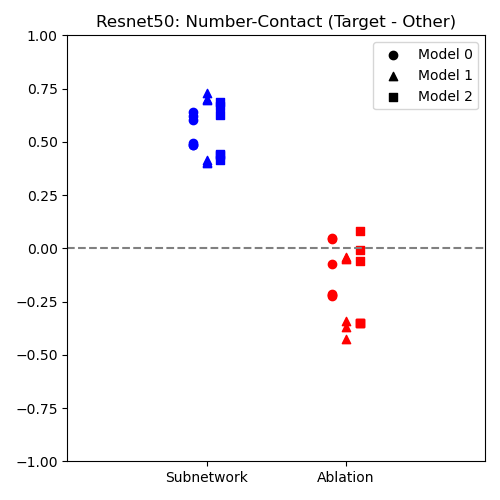 Resnet50: Number-Contact (Target - Other)
1.00
0.75
0.50
0.25
0.00
−0.25
−0.50
−0.75
−1.00
Model 0
Model 1
Model 2
Subnetwork
Ablation